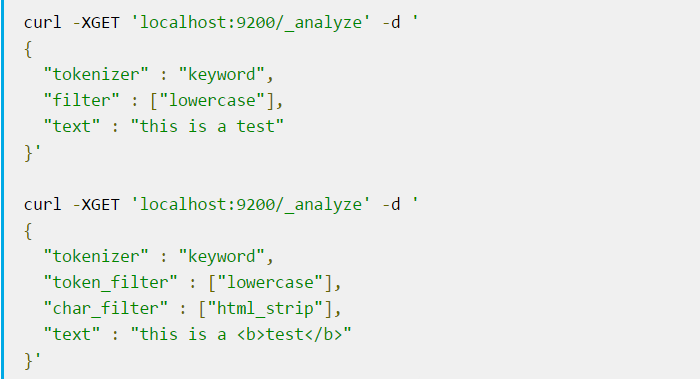 curl -XGET 'localhost:9200/_analyze' -d '
{
  "tokenizer" : "keyword",
  "filter" : ["lowercase"],
  "text" : "this is a test"
}'

curl -XGET 'localhost:9200/_analyze' -d '
{
  "tokenizer" : "keyword",
  "token_filter" : ["lowercase"],
  "char_filter" : ["html_strip"],
  "text" : "this is a <b>test</b>"
}'